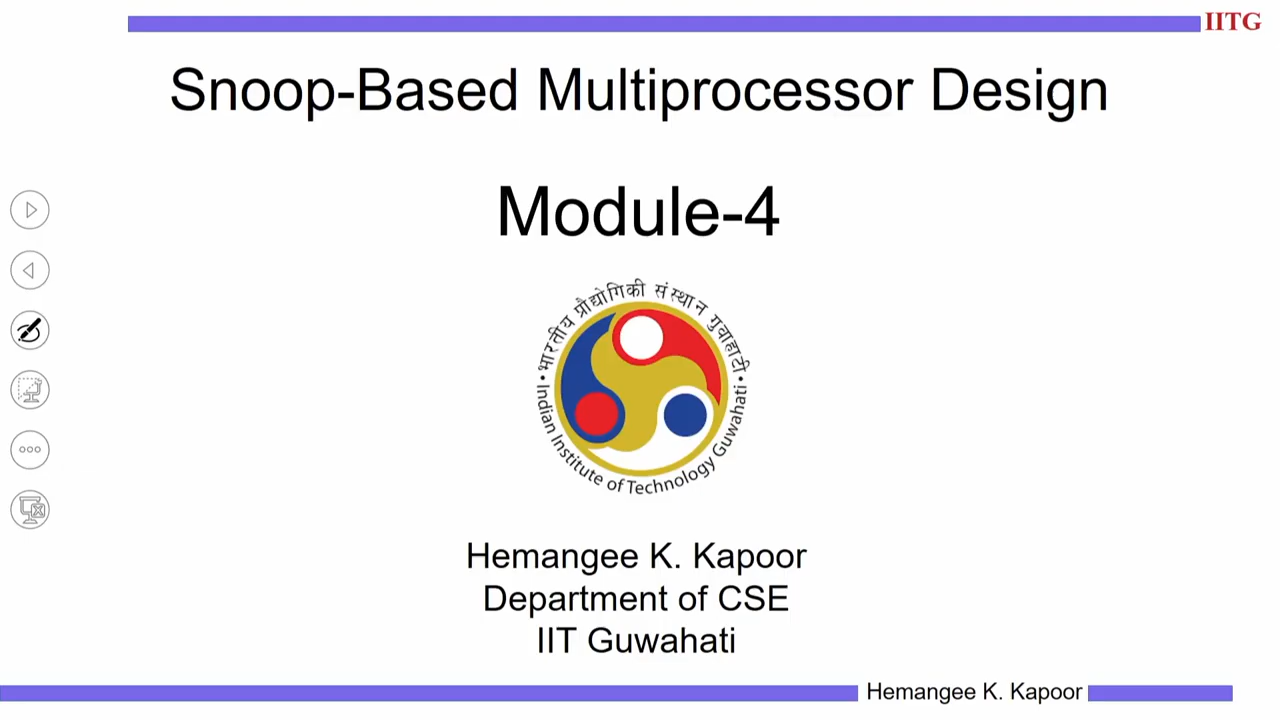 IITG
Snoop-Based Multiprocessor Design
Module-4
भारतीय प्रौद्योगिकी संस्थान गुवाहाटी
Indian Institute of Technology Guwahati
Hemangee K. Kapoor
Department of CSE
IIT Guwahati
Hemangee K. Kapoor